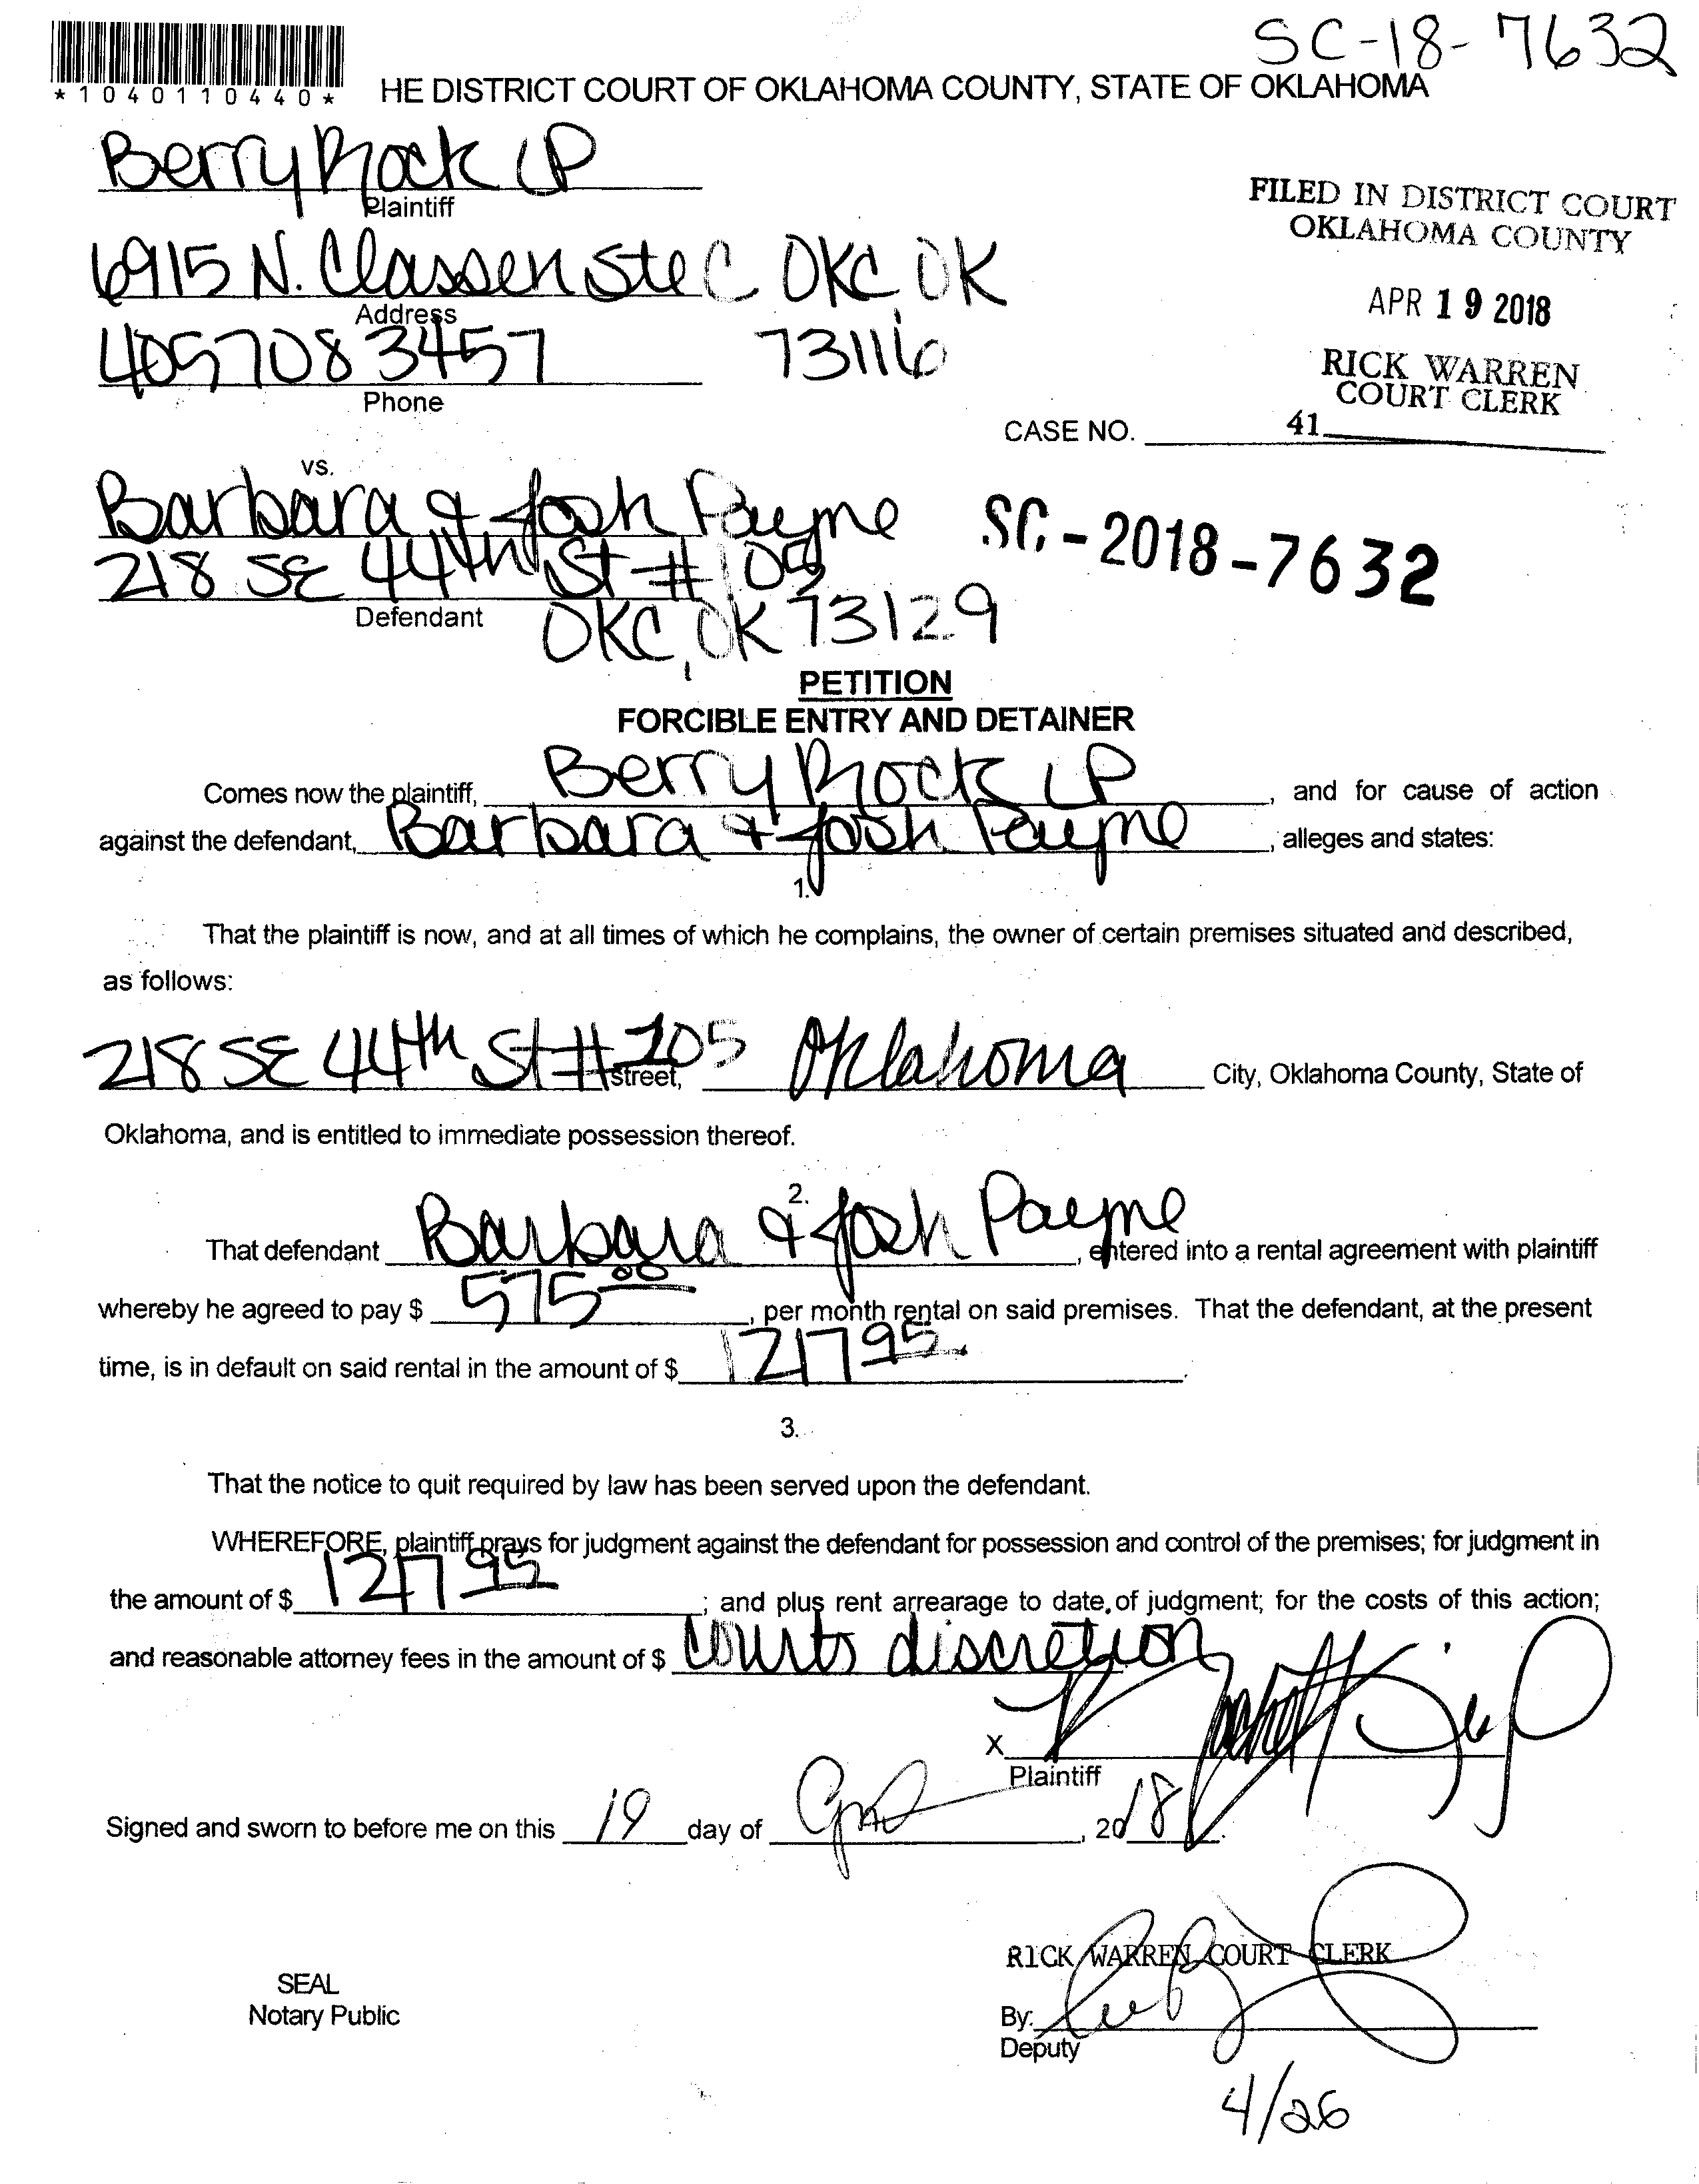 SC-18-7632
*1040110440*
HE DISTRICT COURT OF OKLAHOMA COUNTY, STATE OF OKLAHOMA
Berry Rock LP
Plaintiff
FILED IN DISTRICT COURT
OKLAHOMA COUNTY
6915 N. Classen Ste C OKC, OK
Address
APR 19 2018
4057083457 73116
Phone
RICK WARREN
COURT CLERK
CASE NO. 41
vs.
Barbara & Josh Payne
SC-2018-7632
218 SE 44th St #
Defendant
OKC, OK 73129
PETITION
FORCIBLE ENTRY AND DETAINER
Comes now the plaintiff, Berry Rock LP, and for cause of action
against the defendant, Barbara & Josh Payne, alleges and states:
1.
That the plaintiff is now, and at all times of which he complains, the owner of certain premises situated and described,
as follows:
218 SE 44th St # 205 street, Oklahoma City, Oklahoma County, State of
Oklahoma, and is entitled to immediate possession thereof.
2.
That defendant Barbara & Josh Payne, entered into a rental agreement with plaintiff
whereby he agreed to pay $ 575 00, per month rental on said premises. That the defendant, at the present
time, is in default on said rental in the amount of $ 1217 95.
3.
That the notice to quit required by law has been served upon the defendant.
WHEREFORE, plaintiff prays for judgment against the defendant for possession and control of the premises; for judgment in
the amount of $ 1217 95; and plus rent arrearage to date of judgment; for the costs of this action;
and reasonable attorney fees in the amount of $ courts discretion
X
Plaintiff
Signed and sworn to before me on this 19 day of, 2018.
RICK WARREN COURT CLERK
SEAL
Notary Public
By:
Deputy
4/26